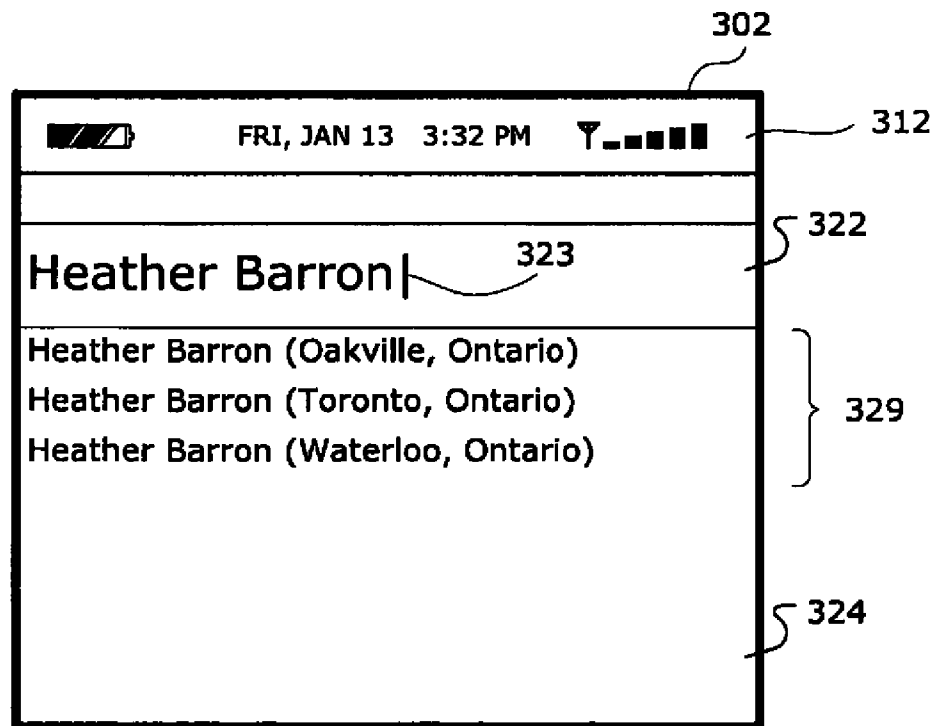 302
FRI, JAN 13 3:32 PM
312
322
Heather Barron
323
Heather Barron (Oakville, Ontario)
Heather Barron (Toronto, Ontario)
Heather Barron (Waterloo, Ontario)
329
324